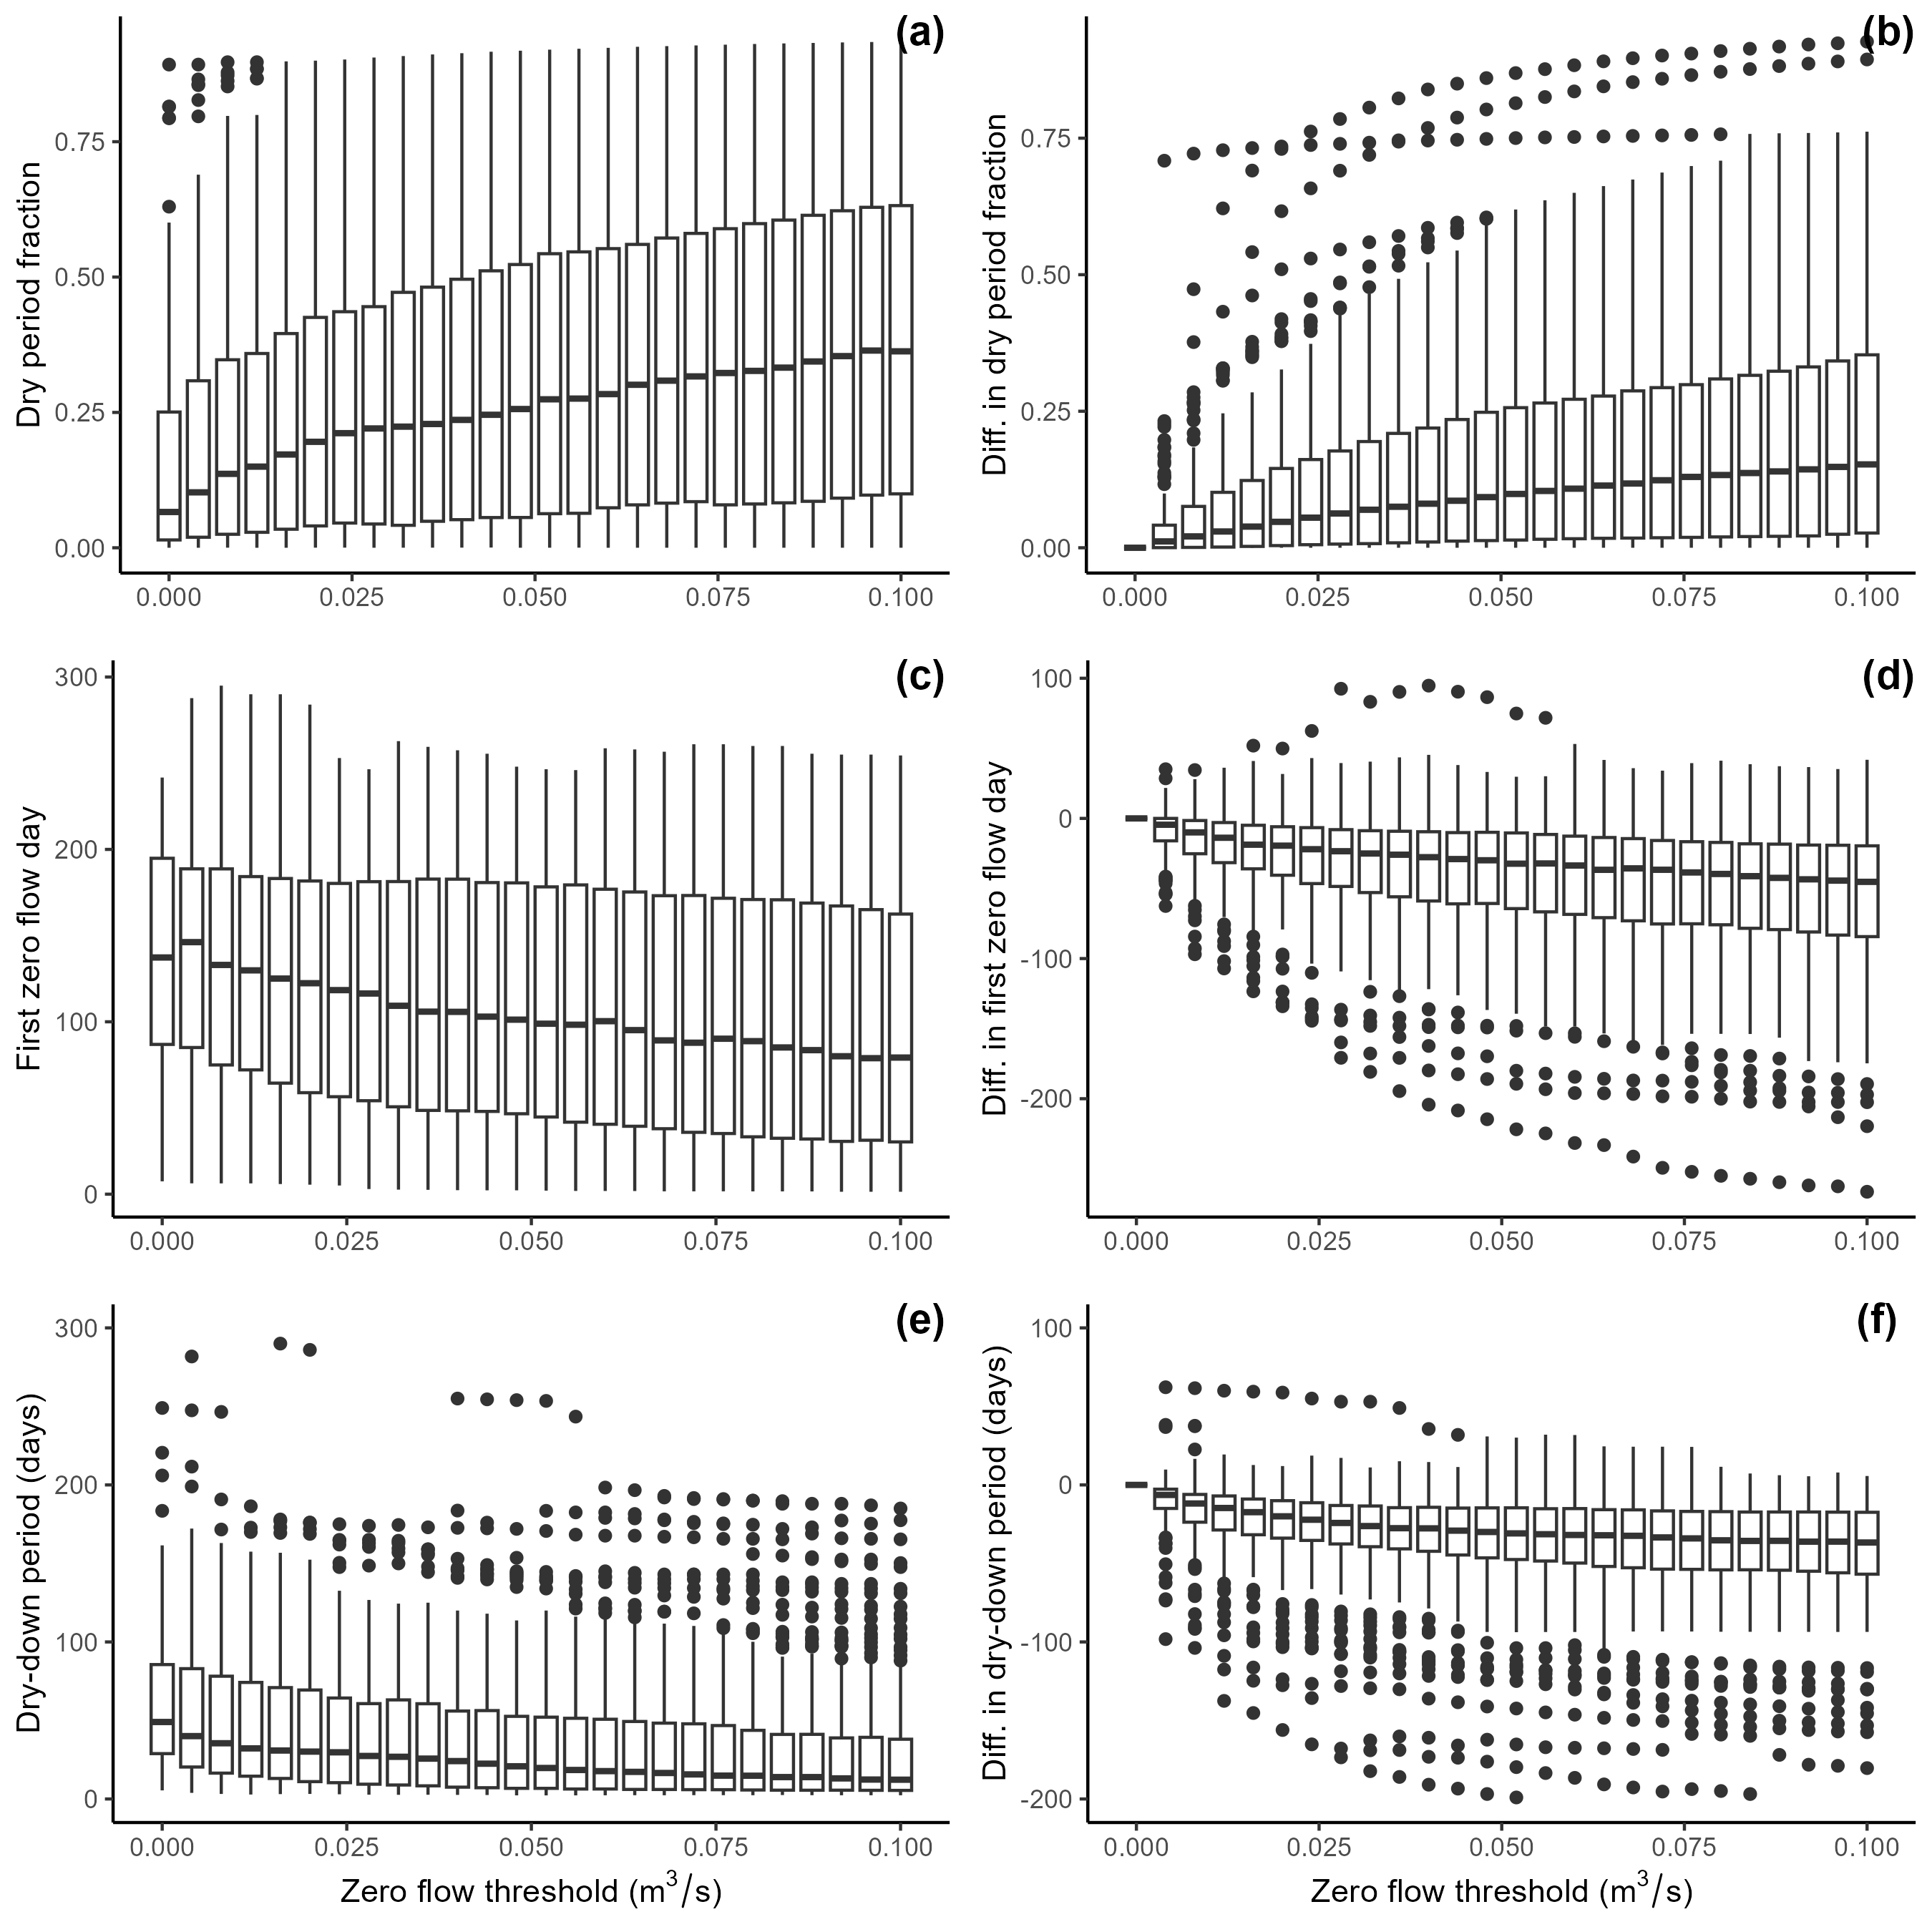 (a)
Dry period fraction
0.75
0.50
0.25
0.00
0.000 0.025 0.050 0.075 0.100
(b)
Diff. in dry period fraction
0.75
0.50
0.25
0.00
0.000 0.025 0.050 0.075 0.100
(c)
First zero flow day
300
200
100
0
0.000 0.025 0.050 0.075 0.100
(d)
Diff. in first zero flow day
100
0
-100
-200
0.000 0.025 0.050 0.075 0.100
(e)
Dry-down period (days)
300
200
100
0
0.000 0.025 0.050 0.075 0.100
Zero flow threshold (m³/s)
(f)
Diff. in dry-down period (days)
100
0
-100
-200
0.000 0.025 0.050 0.075 0.100
Zero flow threshold (m³/s)